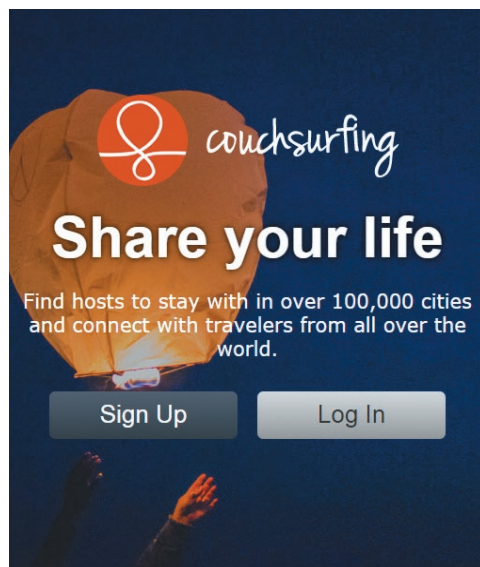 couchsurfing
Share your life
Find hosts to stay with in over 100,000 cities
and connect with travelers from all over the
world.
Sign Up
Log In